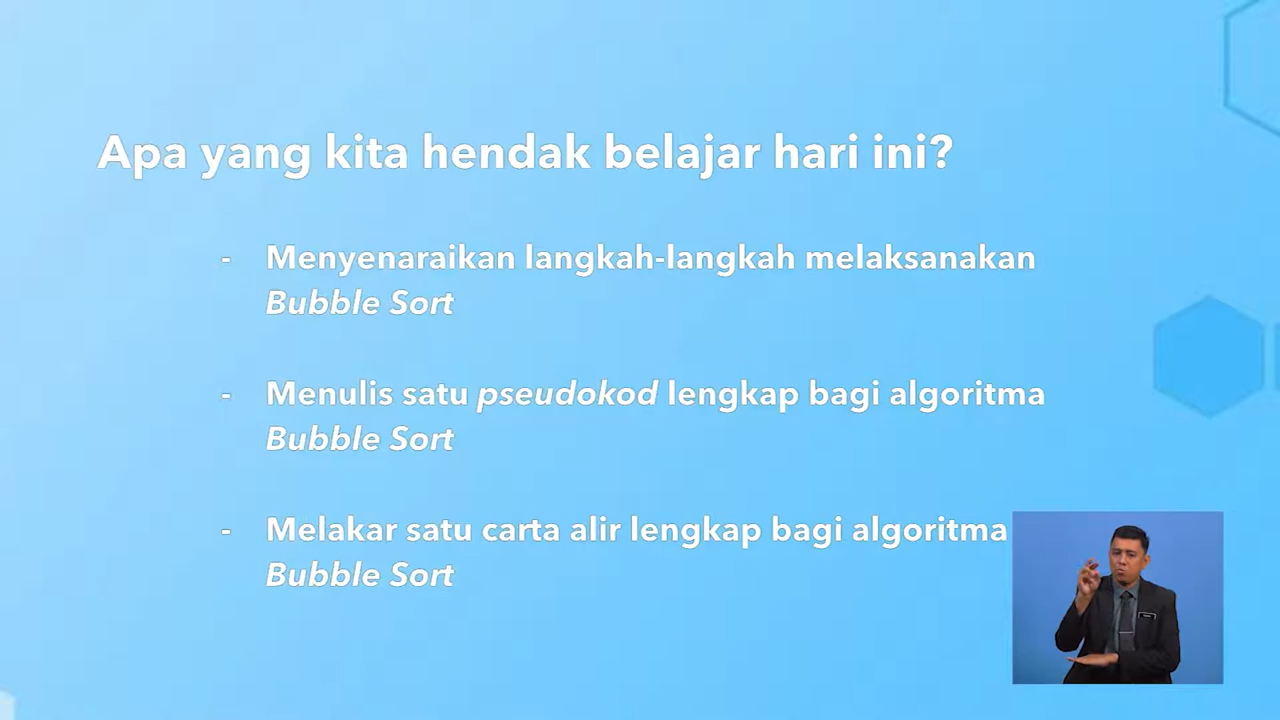 Apa yang kita hendak belajar hari ini?
- Menyenaraikan langkah-langkah melaksanakan
Bubble Sort
- Menulis satu pseudokod lengkap bagi algoritma
Bubble Sort
- Melakar satu carta alir lengkap bagi algoritma
Bubble Sort